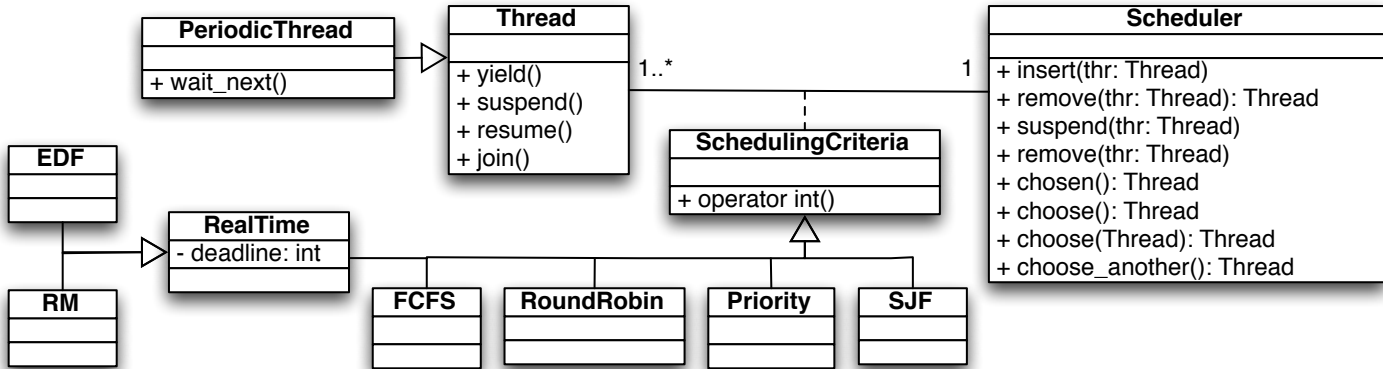 PeriodicThread
+ wait_next()
Thread
+ yield()
+ suspend()
+ resume()
+ join()
1..*
1
Scheduler
+ insert(thr: Thread)
+ remove(thr: Thread): Thread
+ suspend(thr: Thread)
+ remove(thr: Thread)
+ chosen(): Thread
+ choose(): Thread
+ choose(Thread): Thread
+ choose_another(): Thread
SchedulingCriteria
+ operator int()
EDF
RealTime
- deadline: int
RM
FCFS
RoundRobin
Priority
SJF